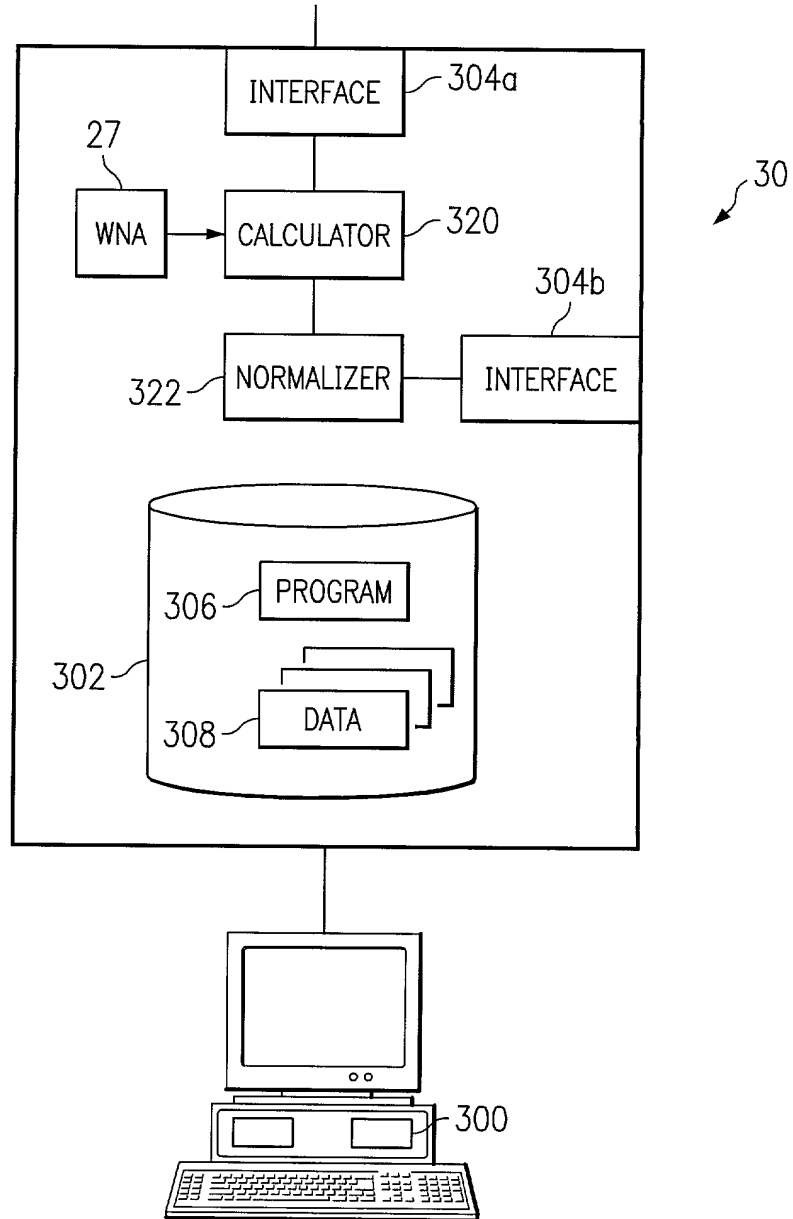 INTERFACE
304a
27
30
WNA
CALCULATOR
320
304b
322
NORMALIZER
INTERFACE
306
PROGRAM
302
308
DATA
300